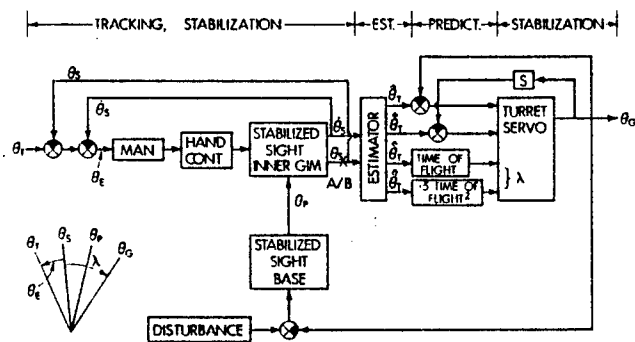 TRACKING, STABILIZATION
EST.
PREDICT.
STABILIZATION
θS
θ̇S
θT
θE
MAN
HAND
CONT
STABILIZED
SIGHT
INNER GIM
θ̇S
θS
A/B
ESTIMATOR
θ̂T
θ̂T
θ̂T
θ̂T
S
TIME OF
FLIGHT
.5 TIME OF
FLIGHT²
TURRET
SERVO
} λ
θG
θP
STABILIZED
SIGHT
BASE
DISTURBANCE
θT
θS
θP
λ
θG
θE